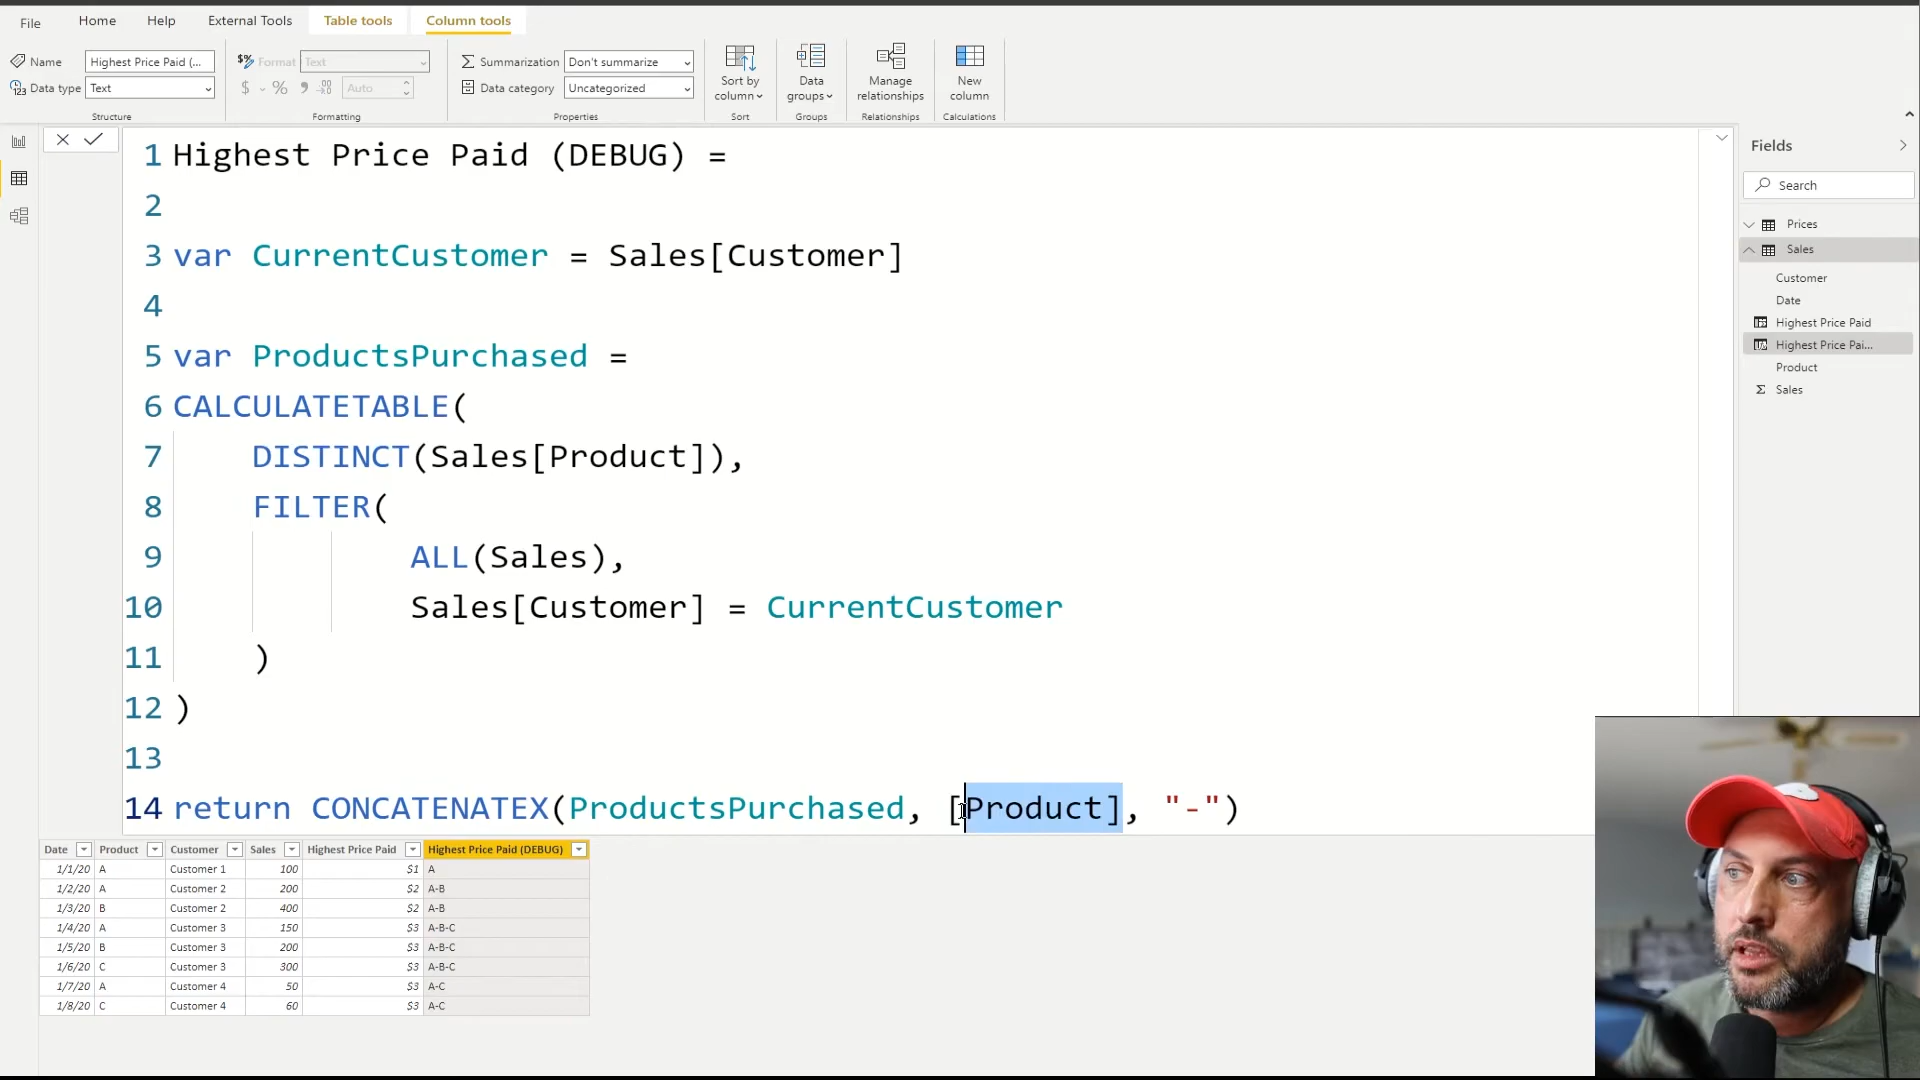 File
Home
Help
External Tools
Table tools
Column tools
Name
Highest Price Paid (...
Data type
Text
Structure
Format
Text
$ % 9 Auto
Formatting
Summarization
Don't summarize
Data category
Uncategorized
Properties
Sort by
column
Sort
Data
groups
Groups
Manage
relationships
Relationships
New
column
Calculations
1 Highest Price Paid (DEBUG) =
2
3 var CurrentCustomer = Sales[Customer]
4
5 var ProductsPurchased =
6 CALCULATETABLE(
7 DISTINCT(Sales[Product]),
8 FILTER(
9 ALL(Sales),
10 Sales[Customer] = CurrentCustomer
11 )
12 )
13
14 return CONCATENATEX(ProductsPurchased, [Product], "-")
Fields
Search
Prices
Sales
Customer
Date
Highest Price Paid
Highest Price Pai...
Product
Sales
Date Product Customer Sales Highest Price Paid Highest Price Paid (DEBUG)
1/1/20 A Customer 1 100 $1 A
1/2/20 A Customer 2 200 $2 A-B
1/3/20 B Customer 2 400 $2 A-B
1/4/20 A Customer 3 150 $3 A-B-C
1/5/20 B Customer 3 200 $3 A-B-C
1/6/20 C Customer 3 300 $3 A-B-C
1/7/20 A Customer 4 50 $3 A-C
1/8/20 C Customer 4 60 $3 A-C